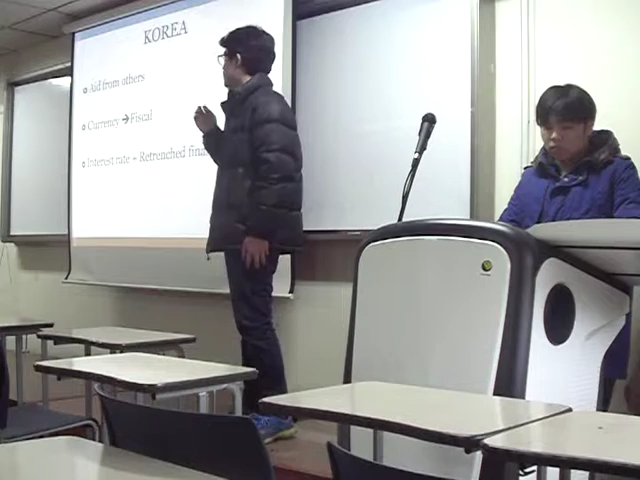 KOREA
Aid from others
Currency → Fiscal
Interest rate – Retrenched